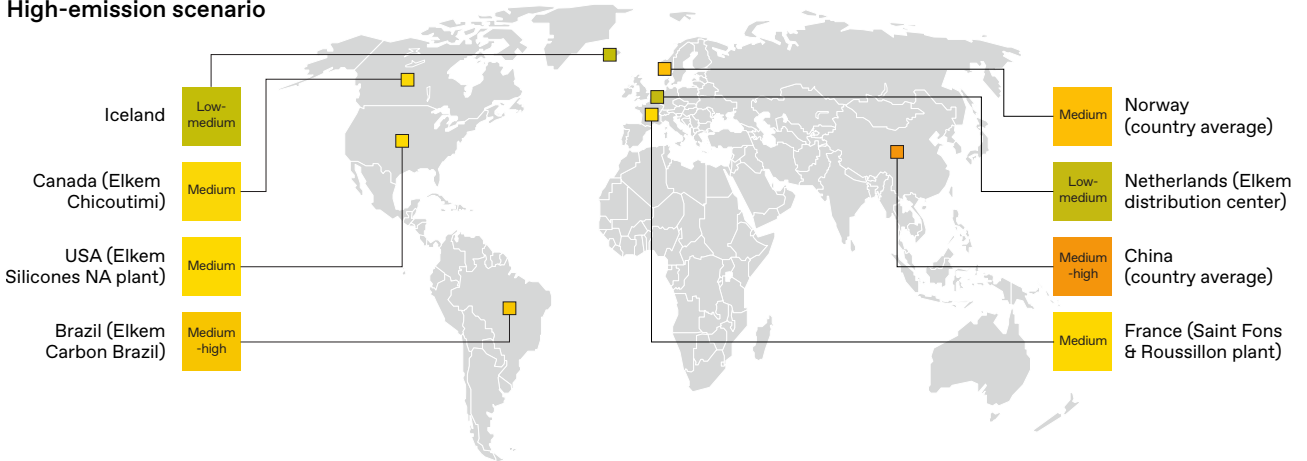 High-emission scenario
Iceland
Low-
medium
Canada (Elkem
Chicoutimi)
Medium
USA (Elkem
Silicones NA plant)
Medium
Brazil (Elkem
Carbon Brazil)
Medium
-high
Medium
Norway
(country average)
Low-
medium
Netherlands (Elkem
distribution center)
Medium
-high
China
(country average)
Medium
France (Saint Fons
& Roussillon plant)